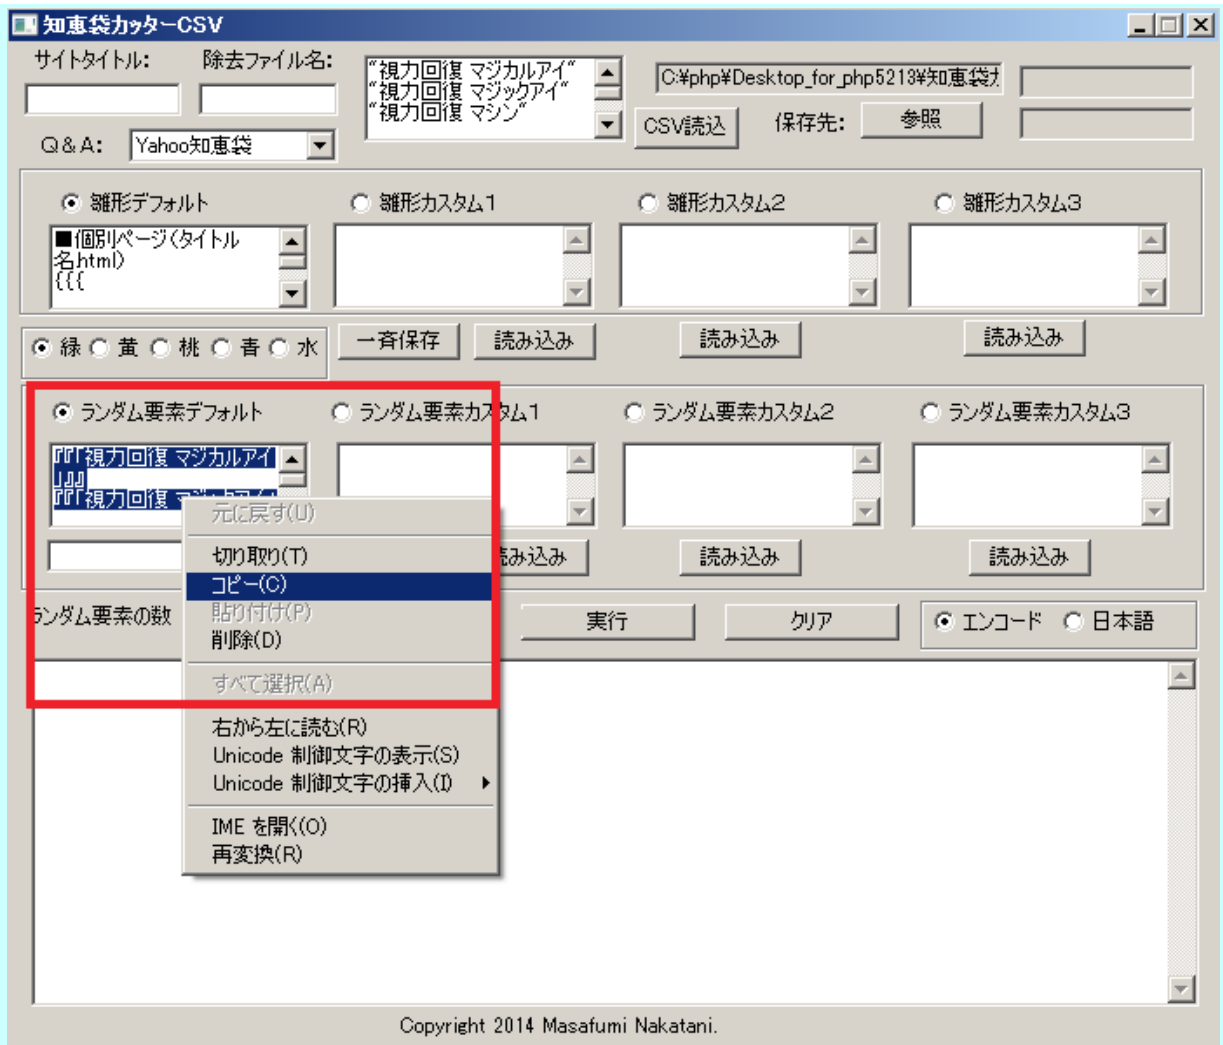 知恵袋カッターCSV
サイトタイトル:
除去ファイル名:
"視力回復 マジカルアイ"
"視力回復 マジックアイ"
"視力回復 マシン"
C:¥php¥Desktop_for_php5213¥知恵袋
CSV読込
保存先:
参照
Q&A:
Yahoo知恵袋
雛形デフォルト
雛形カスタム1
雛形カスタム2
雛形カスタム3
■個別ページ(タイトル
名.html)
{{{
緑 黄 桃 青 水
一斉保存
読み込み
読み込み
読み込み
ランダム要素デフォルト
ランダム要素カスタム1
ランダム要素カスタム2
ランダム要素カスタム3
『『「視力回復 マジカルアイ
」』』
『『「視力回復
元に戻す(U)
切り取り(T)
コピー(C)
貼り付け(P)
削除(D)
すべて選択(A)
右から左に読む(R)
Unicode 制御文字の表示(S)
Unicode 制御文字の挿入(I)
IME を開く(O)
再変換(R)
読み込み
読み込み
読み込み
ランダム要素の数
実行
クリア
エンコード
日本語
Copyright 2014 Masafumi Nakatani.